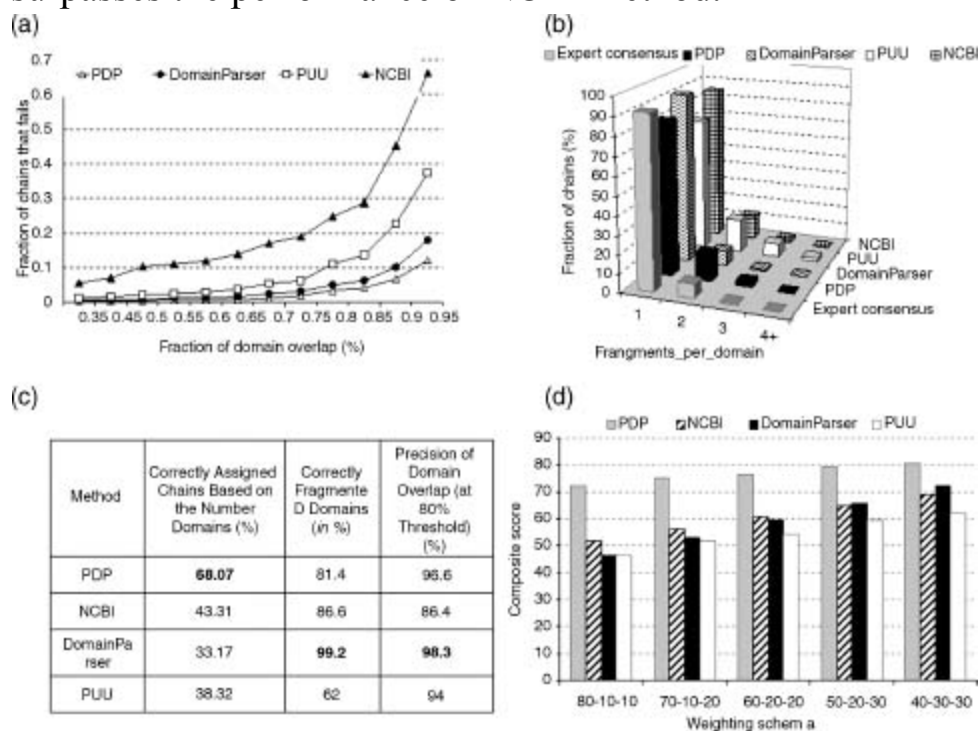 surpasses the performance of NCBI method.
(a)
0.7
PDP DomainParser PUU NCBI
0.6
0.5
0.4
0.3
0.2
0.1
0
Fraction of chains that fails
0.35 0.45 0.5 0.55 0.6 0.65 0.7 0.75 0.8 0.85 0.9 0.95
Fraction of domain overlap (%)
(b)
Expert consensus PDP DomainParser PUU NCBI
100
90
80
70
60
50
40
30
20
10
0
Fraction of chains (%)
1 2 3 4+
Frangments_per_domain
NCBI
PUU
DomainParser
PDP
Expert consensus
(c)
Method
Correctly Assigned
Chains Based on
the Number
Domains (%)
Correctly
Fragmente
D Domains
(in %)
Precision of
Domain
Overlap (at
80%
Threshold)
(%)
PDP 68.07 81.4 96.6
NCBI 43.31 86.6 86.4
DomainPa
rser
33.17 99.2 98.3
PUU 38.32 62 94
(d)
PDP NCBI DomainParser PUU
90
80
70
60
50
40
30
20
10
0
Composite score
80-10-10 70-10-20 60-20-20 50-20-30 40-30-30
Weighting schem a